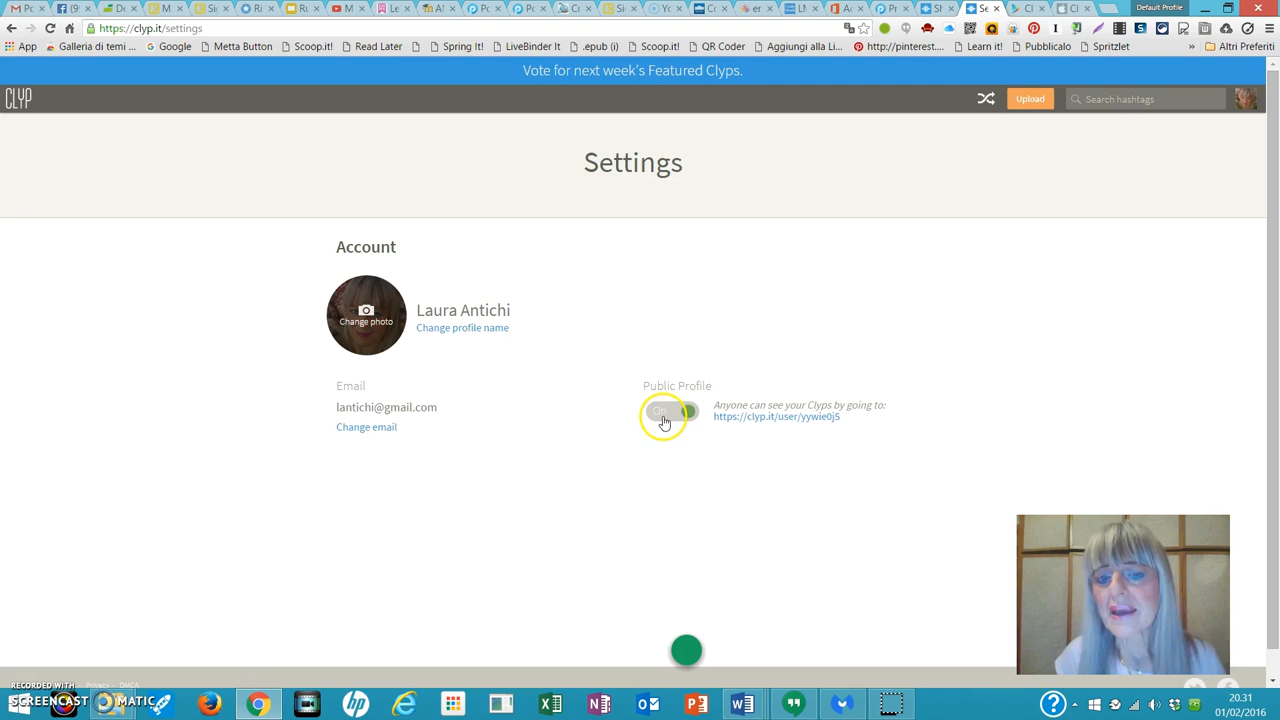 Default Profile
https://clyp.it/settings
App Galleria di temi ... Google Metta Button Scoop.it! Read Later Spring It! LiveBinder It .epub (i) Scoop.it! QR Coder Aggiungi alla Li... http://pinterest... Learn it! Pubblicalo Spritzlet » Altri Preferiti
Vote for next week's Featured Clyps.
CLYP Upload Search hashtags
Settings
Account
Change photo
Laura Antichi
Change profile name
Email
lantichi@gmail.com
Change email
Public Profile
On
Anyone can see your Clyps by going to:
https://clyp.it/user/yywie0j5
Privacy DMCA
RECORDED WITH
SCREENCAST MATIC
20.31
01/02/2016